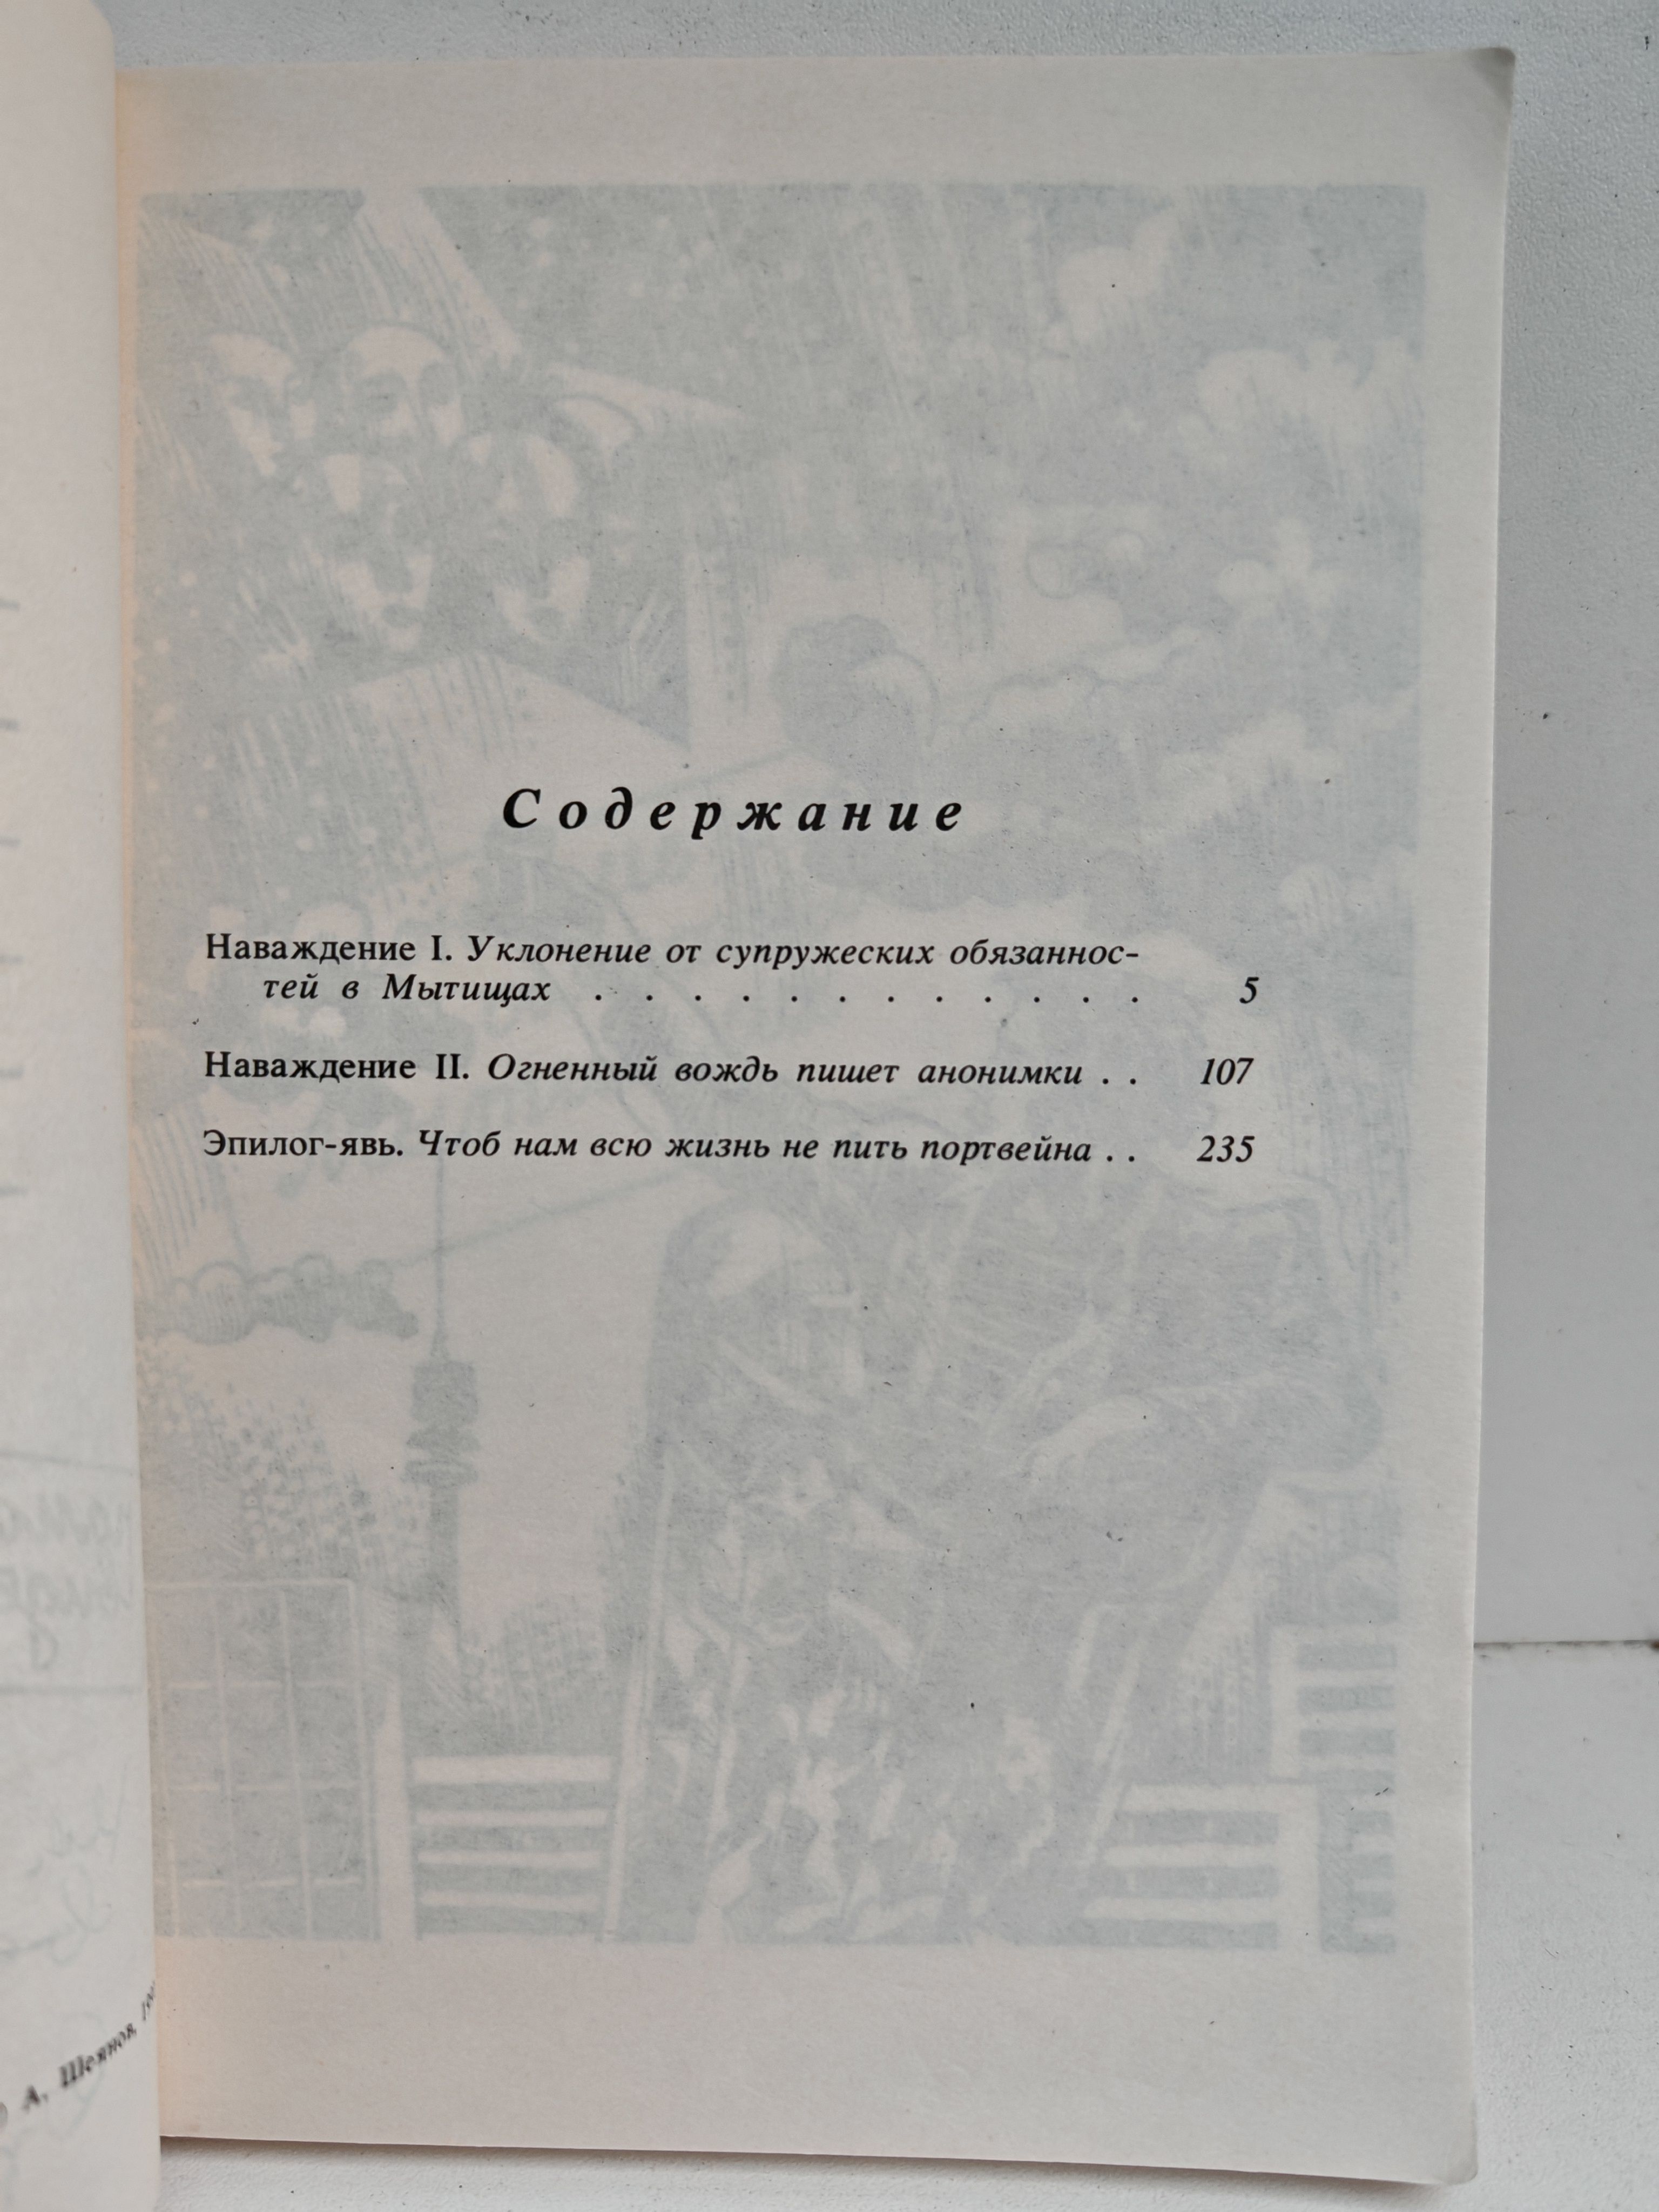 Содержание
Наваждение I. Уклонение от супружеских обязаннос-
тей в Мытищах . . . . . . . . . . . . 5
Наваждение II. Огненный вождь пишет анонимки . . 107
Эпилог-явь. Чтоб нам всю жизнь не пить портвейна . . 235
А. Шеянов,